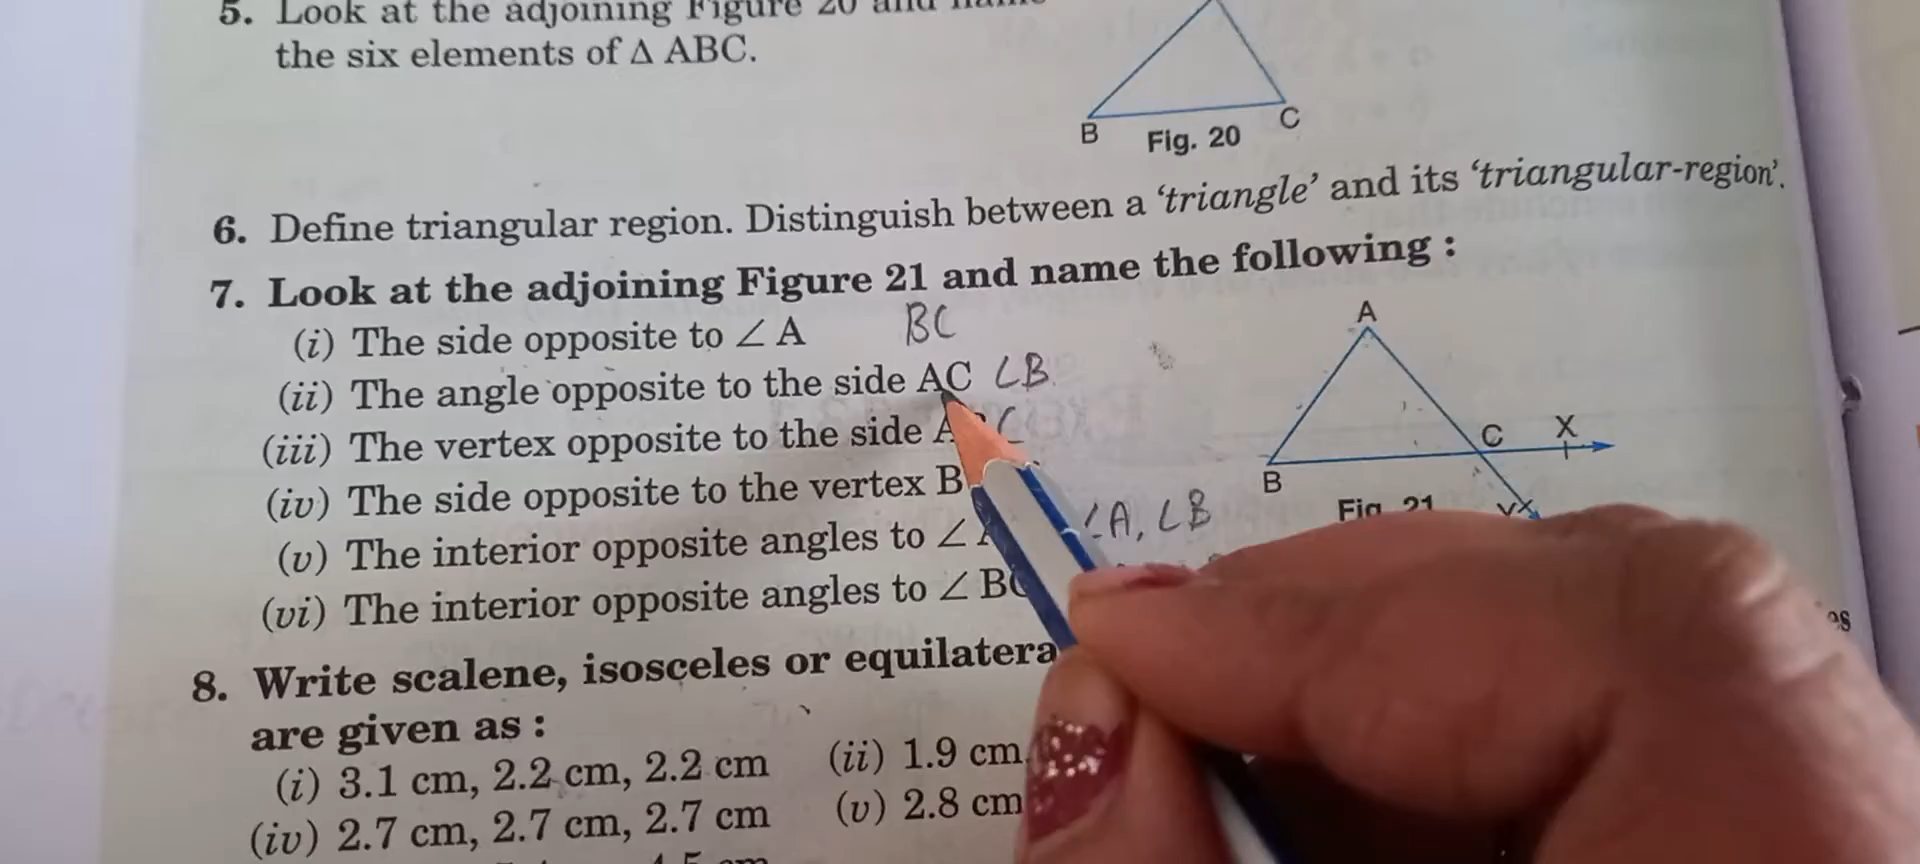 5. Look at the adjoining Figure 20 and name
the six elements of Δ ABC.
B
C
Fig. 20
6. Define triangular region. Distinguish between a ‘triangle’ and its ‘triangular-region’.
7. Look at the adjoining Figure 21 and name the following :
(i) The side opposite to ∠ A BC
(ii) The angle opposite to the side AC ∠B
(iii) The vertex opposite to the side C
(iv) The side opposite to the vertex B
(v) The interior opposite angles to ∠ ∠A, ∠B
(vi) The interior opposite angles to ∠
A
B
C
X
Fig. 21
8. Write scalene, isosceles or
are given as :
(i) 3.1 cm, 2.2 cm, 2.2 cm (ii) 1.9 cm
(iv) 2.7 cm, 2.7 cm, 2.7 cm (v) 2.8 cm